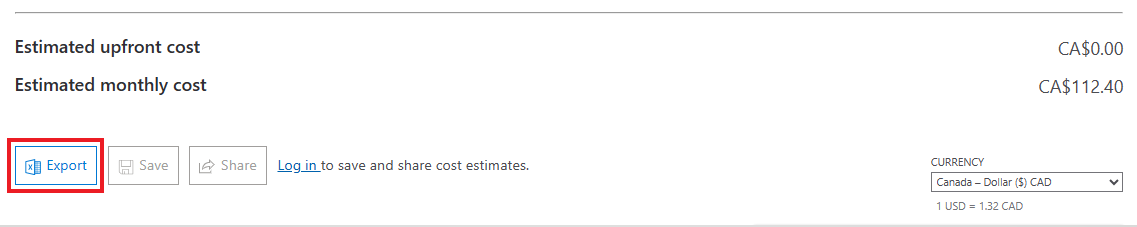 Estimated upfront cost CA$0.00
Estimated monthly cost CA$112.40
Export Save Share Log in to save and share cost estimates.
CURRENCY
Canada – Dollar ($) CAD
1 USD = 1.32 CAD